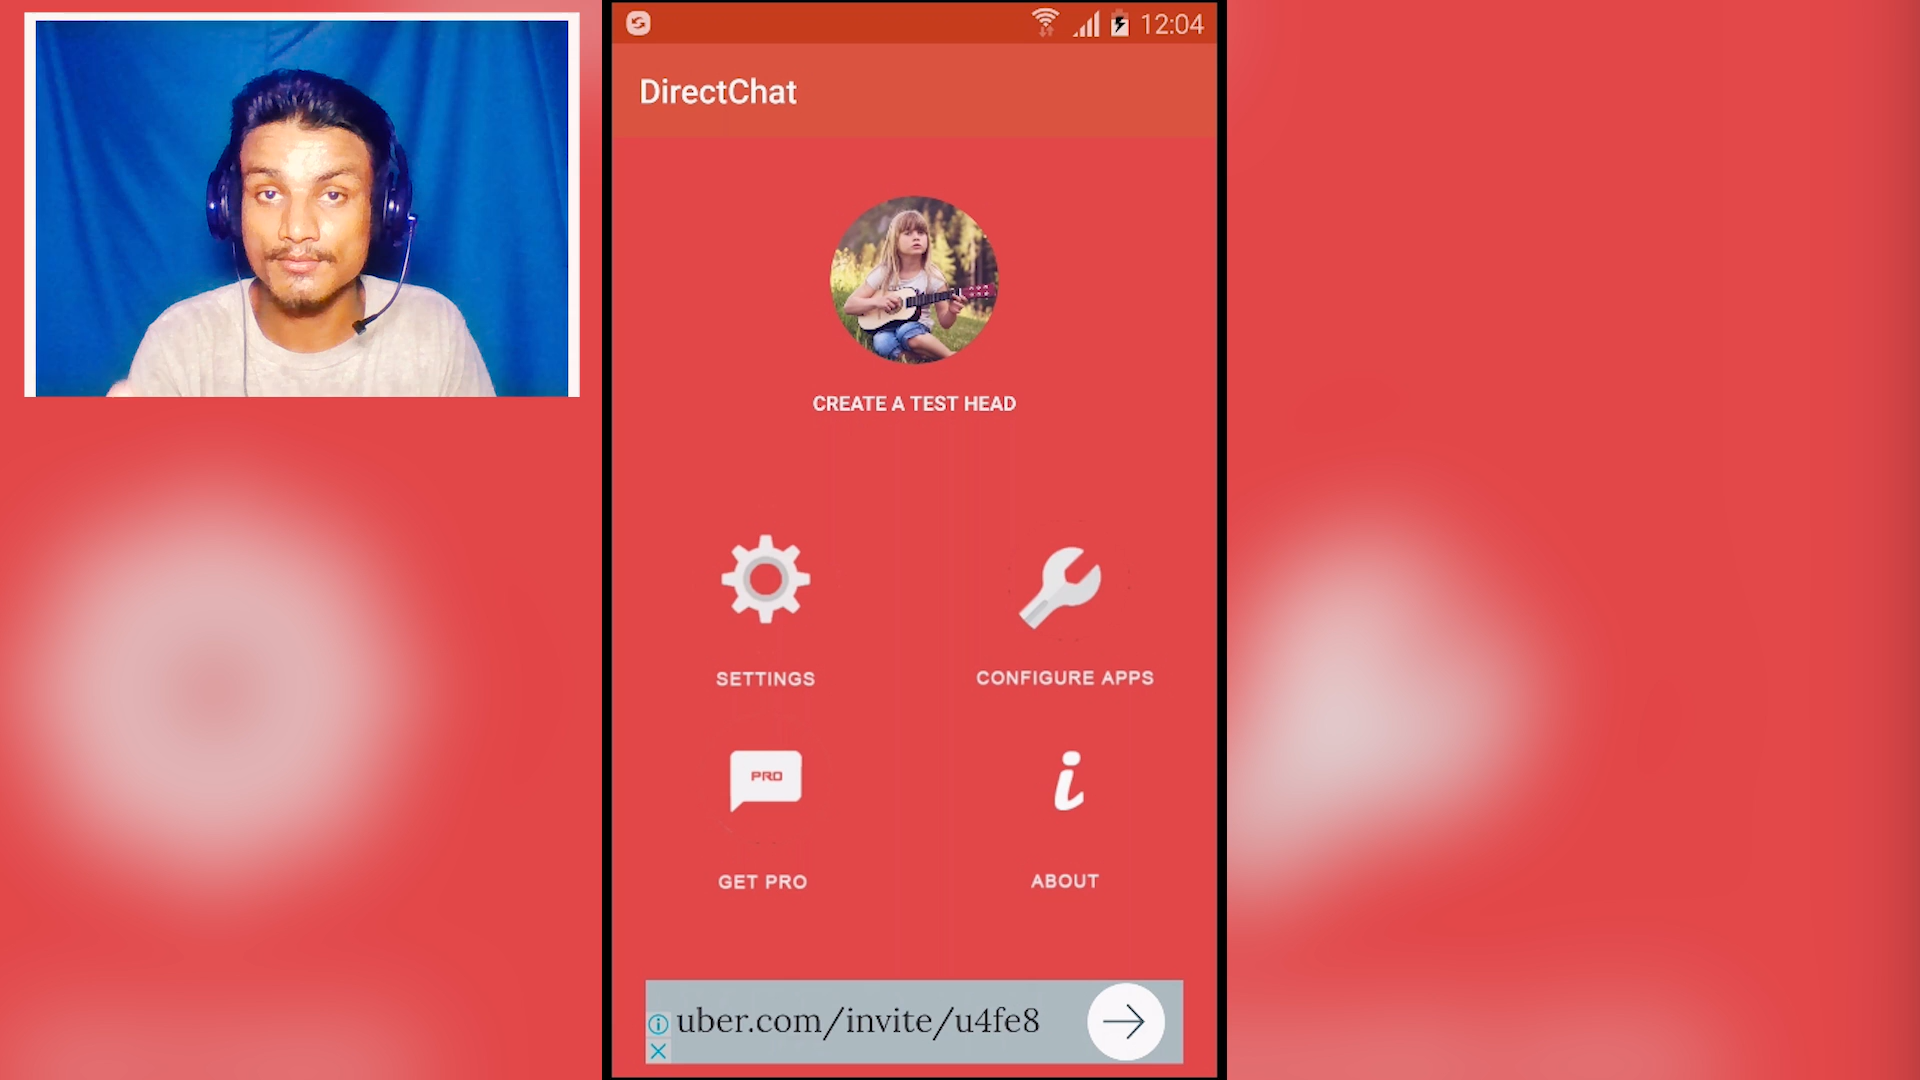 12:04
DirectChat
CREATE A TEST HEAD
SETTINGS
CONFIGURE APPS
PRO
GET PRO
ABOUT
uber.com/invite/u4fe8